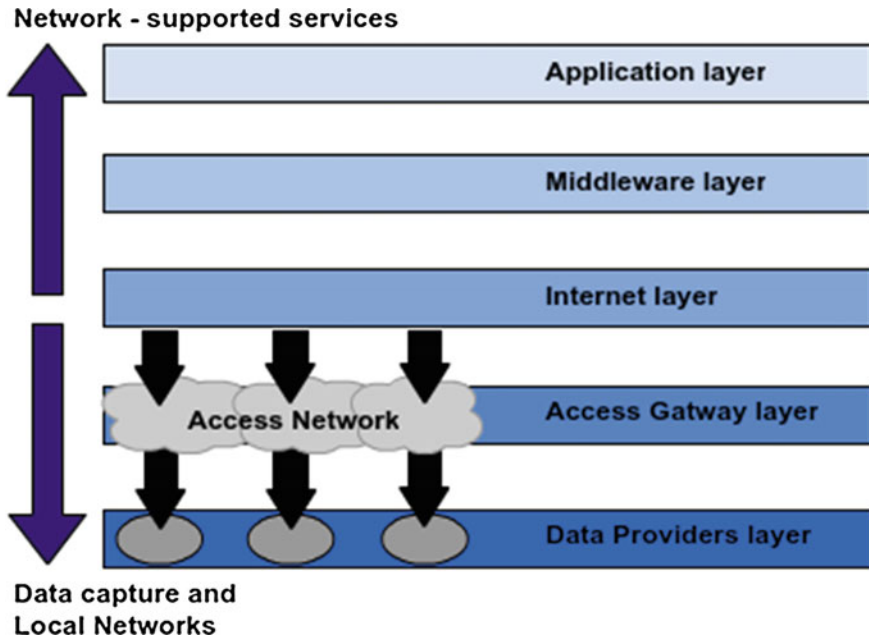 Network - supported services
Application layer
Middleware layer
Internet layer
Access Network
Access Gatway layer
Data Providers layer
Data capture and
Local Networks